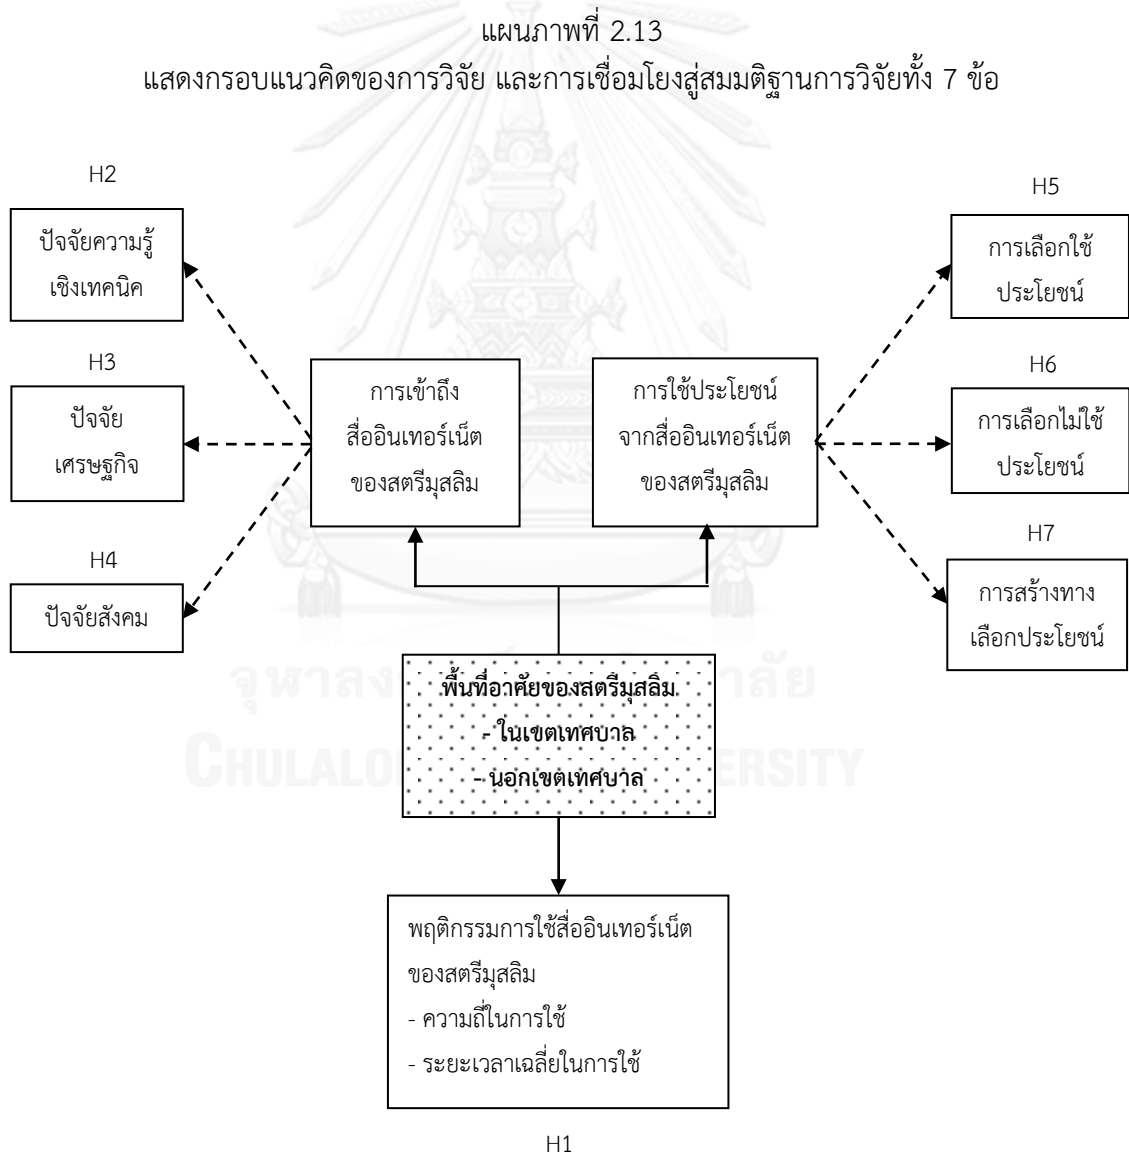 แผนภาพที่ 2.13
แสดงกรอบแนวคิดของการวิจัย และการเชื่อมโยงสู่สมมติฐานการวิจัยทั้ง 7 ข้อ
H2
ปัจจัยความรู้
เชิงเทคนิค
H3
ปัจจัย
เศรษฐกิจ
H4
ปัจจัยสังคม
การเข้าถึง
สื่ออินเทอร์เน็ต
ของสตรีมุสลิม
การใช้ประโยชน์
จากสื่ออินเทอร์เน็ต
ของสตรีมุสลิม
H5
การเลือกใช้
ประโยชน์
H6
การเลือกไม่ใช้
ประโยชน์
H7
การสร้างทาง
เลือกประโยชน์
พื้นที่อาศัยของสตรีมุสลิม
- ในเขตเทศบาล
- นอกเขตเทศบาล
พฤติกรรมการใช้สื่ออินเทอร์เน็ต
ของสตรีมุสลิม
- ความถี่ในการใช้
- ระยะเวลาเฉลี่ยในการใช้
H1